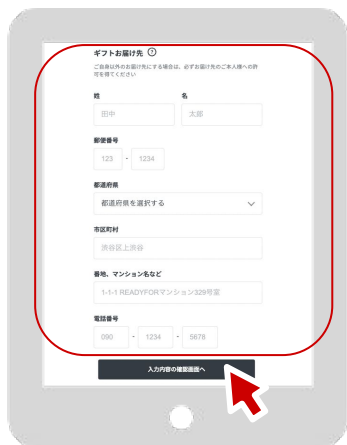 ギフトお届け先 ?
ご自身以外のお届け先にする場合は、必ずお届け先のご本人様への許
可を得てください
姓 名
田中 太郎
郵便番号
123 - 1234
都道府県
都道府県を選択する
市区町村
渋谷区上渋谷
番地、マンション名など
1-1-1 READYFORマンション329号室
電話番号
090 - 1234 - 5678
入力内容の確認画面へ